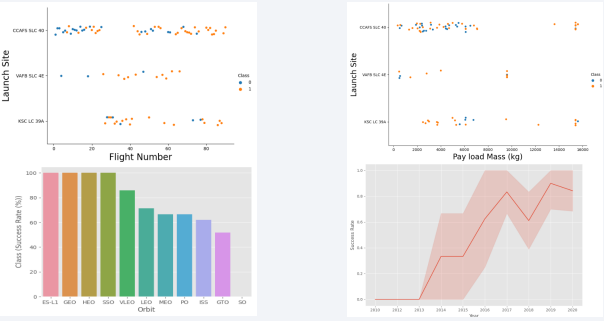 CCAFS SLC 40
VAFB SLC 4E
KSC LC 39A
Launch Site
0 20 40 60 80
Flight Number
Class
0
1
CCAFS SLC 40
VAFB SLC 4E
KSC LC 39A
Launch Site
0 2000 4000 6000 8000 10000 12000 14000 16000
Pay load Mass (kg)
Class
0
1
100
80
60
40
20
0
Class (Success Rate (%))
ES-L1 GEO HEO SSO VLEO LEO MEO PO ISS GTO SO
Orbit
1.0
0.8
0.6
0.4
0.2
0.0
Success Rate
2010 2012 2013 2014 2015 2016 2017 2018 2019 2020
Year